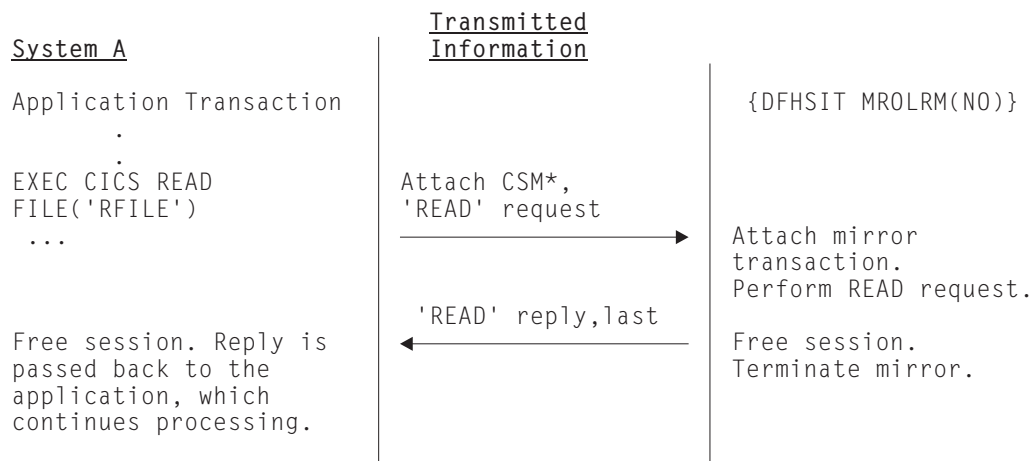 Transmitted
System A
Information
Application Transaction
{DFHSIT MROLRM(NO)}
.
.
EXEC CICS READ
Attach CSM*,
FILE('RFILE')
'READ' request
...
Attach mirror
transaction.
Perform READ request.
'READ' reply,last
Free session. Reply is
Free session.
passed back to the
Terminate mirror.
application, which
continues processing.